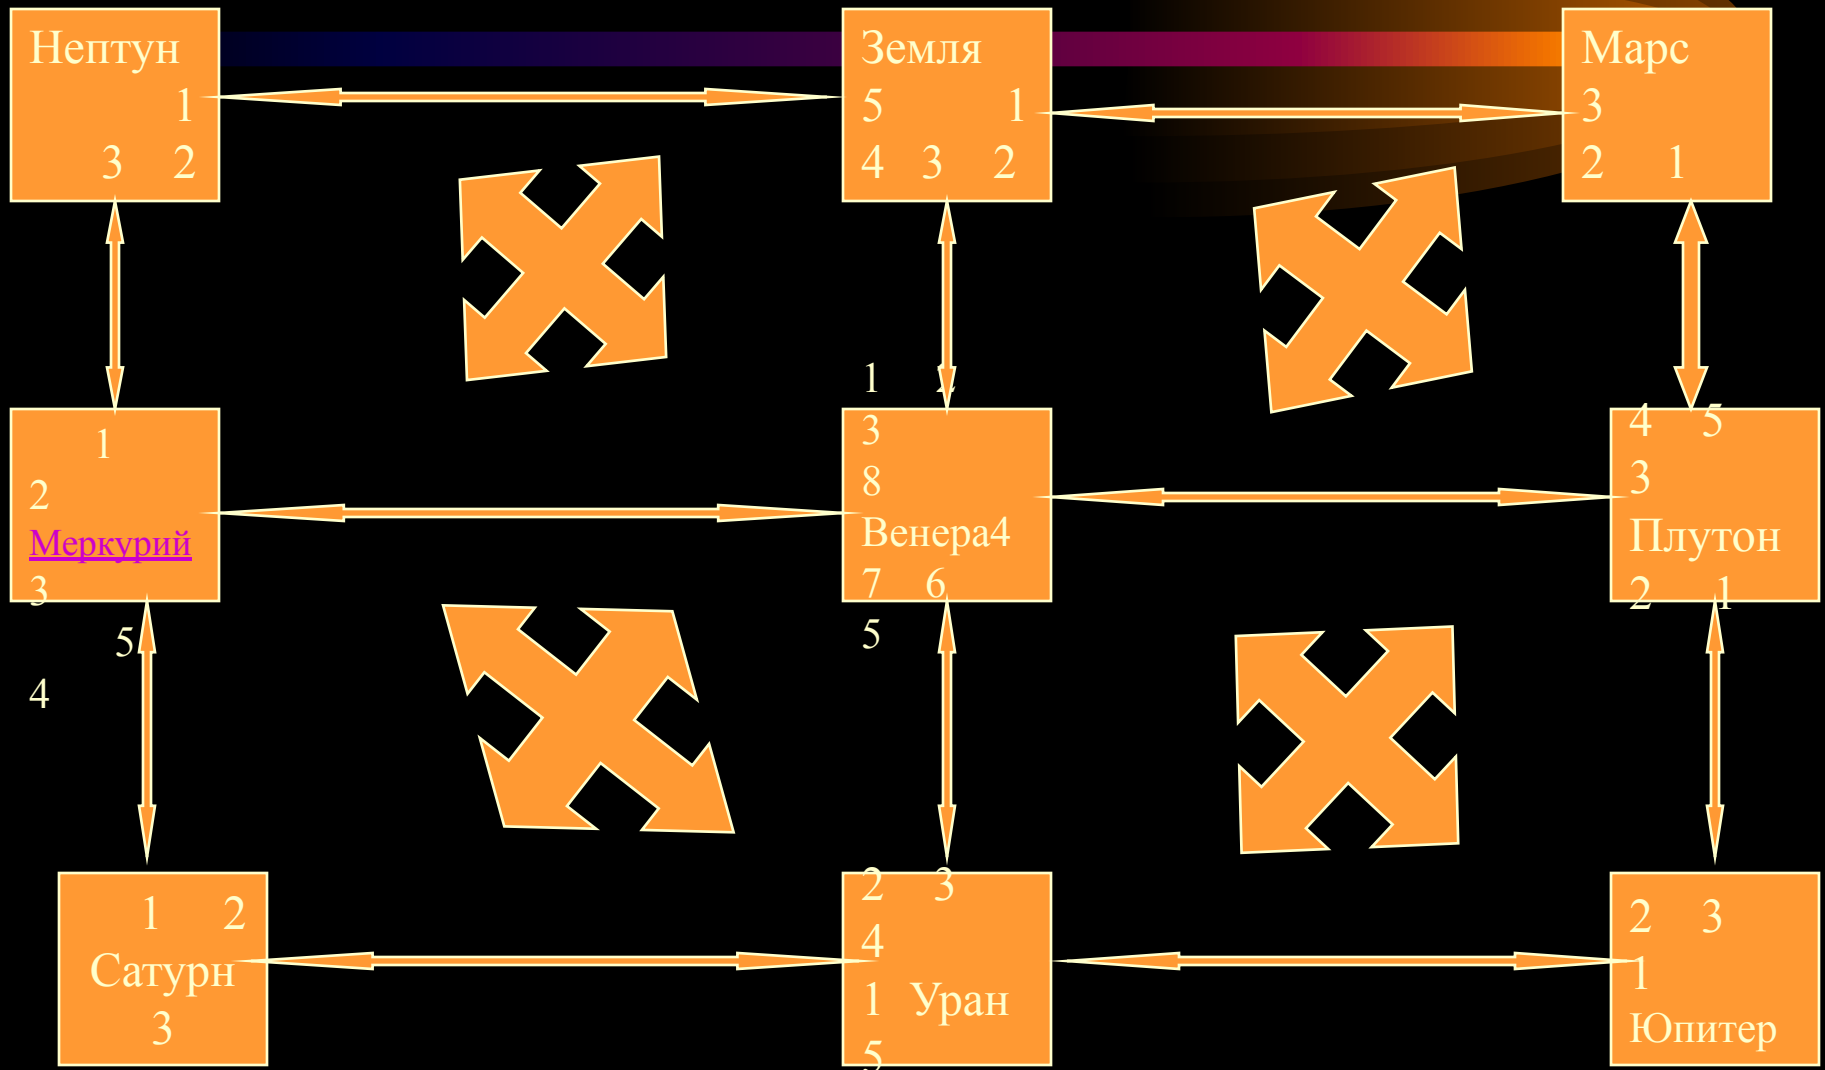 Нептун
1
3 2
Земля
5 1
4 3 2
Марс
3
2 1
1
2
Меркурий
3
5
4
1 2
3
8
Венера4
7 6
5
4 5
3
Плутон
2 1
1 2
Сатурн
3
2 3
4
1 Уран
5
2 3
1
Юпитер